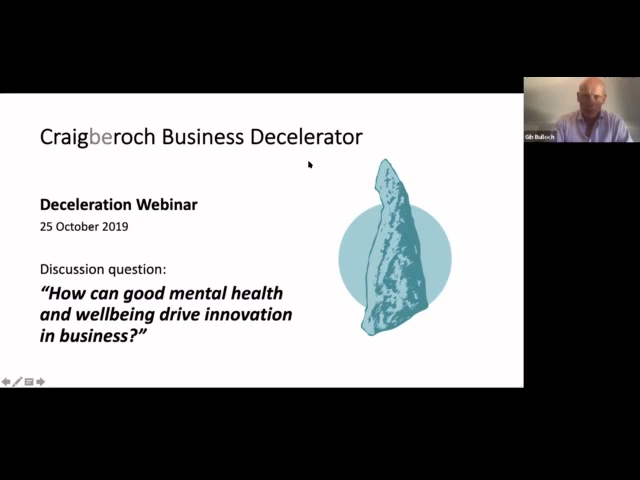 Craigberoch Business Decelerator
Deceleration Webinar
25 October 2019
Discussion question:
“How can good mental health
and wellbeing drive innovation
in business?”
Gih Bulloch